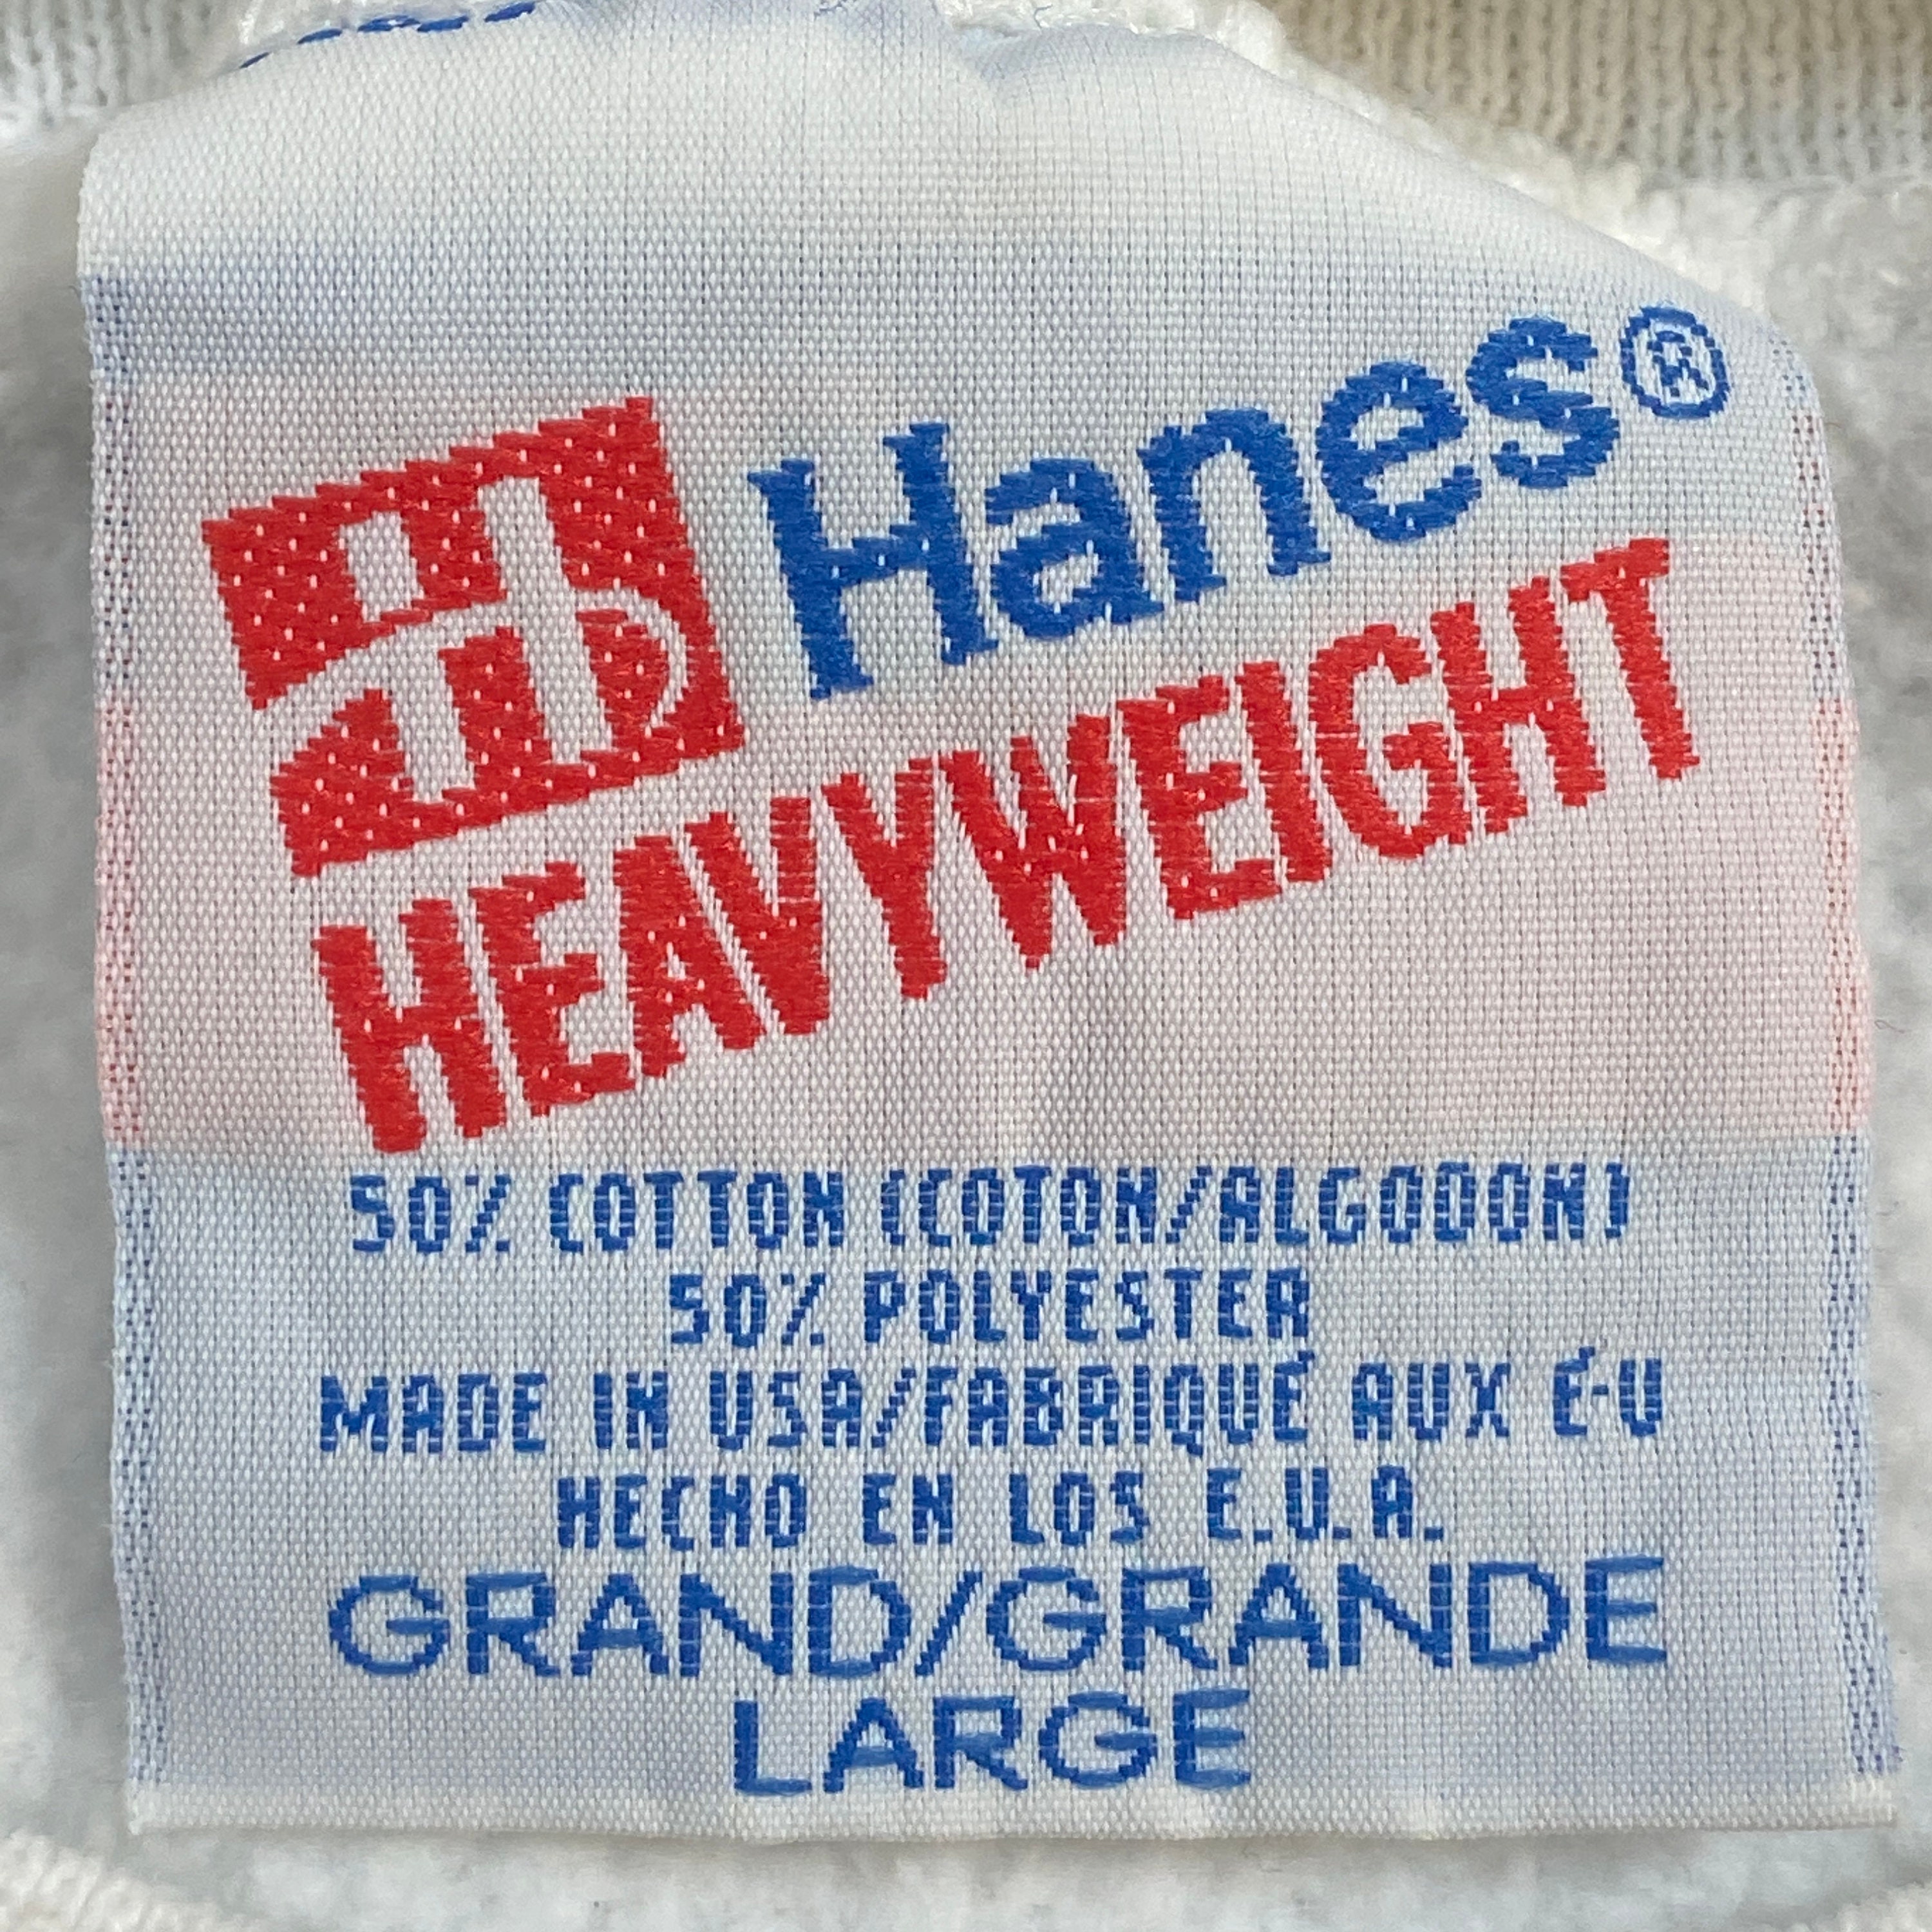 Hanes®
HEAVYWEIGHT
50% COTTON (COTON/ALGODON)
50% POLYESTER
MADE IN USA/FABRIQUÉ AUX É-U
HECHO EN LOS E.U.A.
GRAND/GRANDE
LARGE